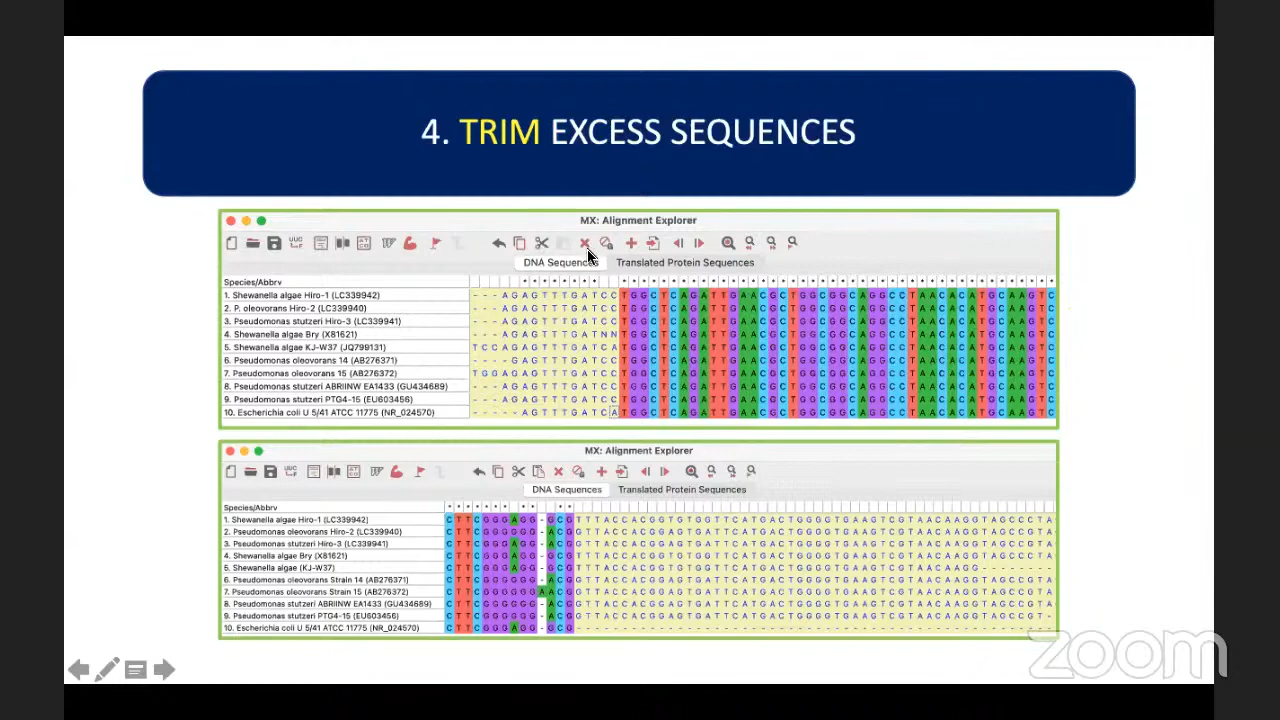 4. TRIM EXCESS SEQUENCES
MX: Alignment Explorer
DNA Sequences Translated Protein Sequences
Species/Abbrv
1. Shewanella algae Hiro-1 (LC339942) - - - A G A G T T T G A T C C T G G C T C A G A T T G A A C G C T G G C G G C A G G C C T A A C A C A T G C A A G T C
2. P. oleovorans Hiro-2 (LC339940) - - - A G A G T T T G A T C C T G G C T C A G A T T G A A C G C T G G C G G C A G G C C T A A C A C A T G C A A G T C
3. Pseudomonas stutzeri Hiro-3 (LC339941) - - - A G A G T T T G A T C C T G G C T C A G A T T G A A C G C T G G C G G C A G G C C T A A C A C A T G C A A G T C
4. Shewanella algae Bry (X81621) - - - A G A G T T T G A T N N T G G C T C A G A T T G A A C G C T G G C G G C A G G C C T A A C A C A T G C A A G T C
5. Shewanella algae KJ-W37 (JQ799131) T C C A G A G T T T G A T C A T G G C T C A G A T T G A A C G C T G G C G G C A G G C C T A A C A C A T G C A A G T C
6. Pseudomonas oleovorans 14 (AB276371) - - - - G A G T T T G A T C C T G G C T C A G A T T G A A C G C T G G C G G C A G G C C T A A C A C A T G C A A G T C
7. Pseudomonas oleovorans 15 (AB276372) T G G A G A G T T T G A T C C T G G C T C A G A T T G A A C G C T G G C G G C A G G C C T A A C A C A T G C A A G T C
8. Pseudomonas stutzeri ABRIINW EA1433 (GU434689) - - - A G A G T T T G A T C C T G G C T C A G A T T G A A C G C T G G C G G C A G G C C T A A C A C A T G C A A G T C
9. Pseudomonas stutzeri PTG4-15 (EU603456) - - - A G A G T T T G A T C C T G G C T C A G A T T G A A C G C T G G C G G C A G G C C T A A C A C A T G C A A G T C
10. Escherichia coli U 5/41 ATCC 11775 (NR_024570) - - - - - A G T T T G A T C A T G G C T C A G A T T G A A C G C T G G C G G C A G G C C T A A C A C A T G C A A G T C
MX: Alignment Explorer
DNA Sequences Translated Protein Sequences
Species/Abbrv
1. Shewanella algae Hiro-1 (LC339942) C T T C G G G A G G - G C G T T T A C C A C G G T G T G G T T C A T G A C T G G G G T G A A G T C G T A A C A A G G T A G C C C T A
2. Pseudomonas oleovorans Hiro-2 (LC339940) C T T C G G G G G G - A C G G T T A C C A C G G A G T G A T T C A T G A C T G G G G T G A A G T C G T A A C A A G G T A G C C G T A
3. Pseudomonas stutzeri Hiro-3 (LC339941) C T T C G G G A G G - A C G G T T A C C A C G G T G T G A T T C A T G A C T G G G G T G A A G T C G T A A C A A G G T A G C C G T A
4. Shewanella algae Bry (X81621)
5. Shewanella algae (KJ-W37)
6. Pseudomonas oleovorans Strain 14 (AB276371)
7. Pseudomonas oleovorans Strain 15 (AB276372)
8. Pseudomonas stutzeri ABRIINW EA1433 (GU434689)
9. Pseudomonas stutzeri PTG4-15 (EU603456)
10. Escherichia coli U 5/41 ATCC 11775 (NR_024570) C T T C G G G A G G - G C G
zoom